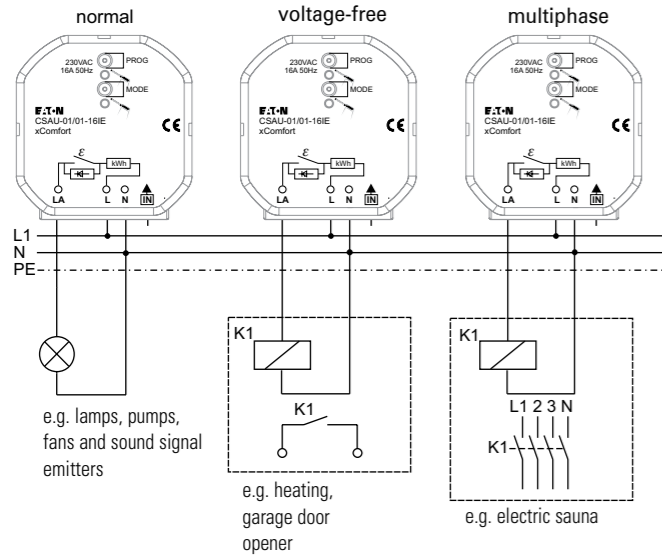 normal
230VAC
16A 50Hz
PROG
MODE
EATON
CSAU-01/01-16IE
xComfort
CE
ε
kWh
LA
L
N
IN
voltage-free
230VAC
16A 50Hz
PROG
MODE
EATON
CSAU-01/01-16IE
xComfort
CE
ε
kWh
LA
L
N
IN
multiphase
230VAC
16A 50Hz
PROG
MODE
EATON
CSAU-01/01-16IE
xComfort
CE
ε
kWh
LA
L
N
IN
L1
N
PE
e.g. lamps, pumps,
fans and sound signal
emitters
K1
K1
e.g. heating,
garage door
opener
K1
L1 2 3 N
K1
e.g. electric sauna